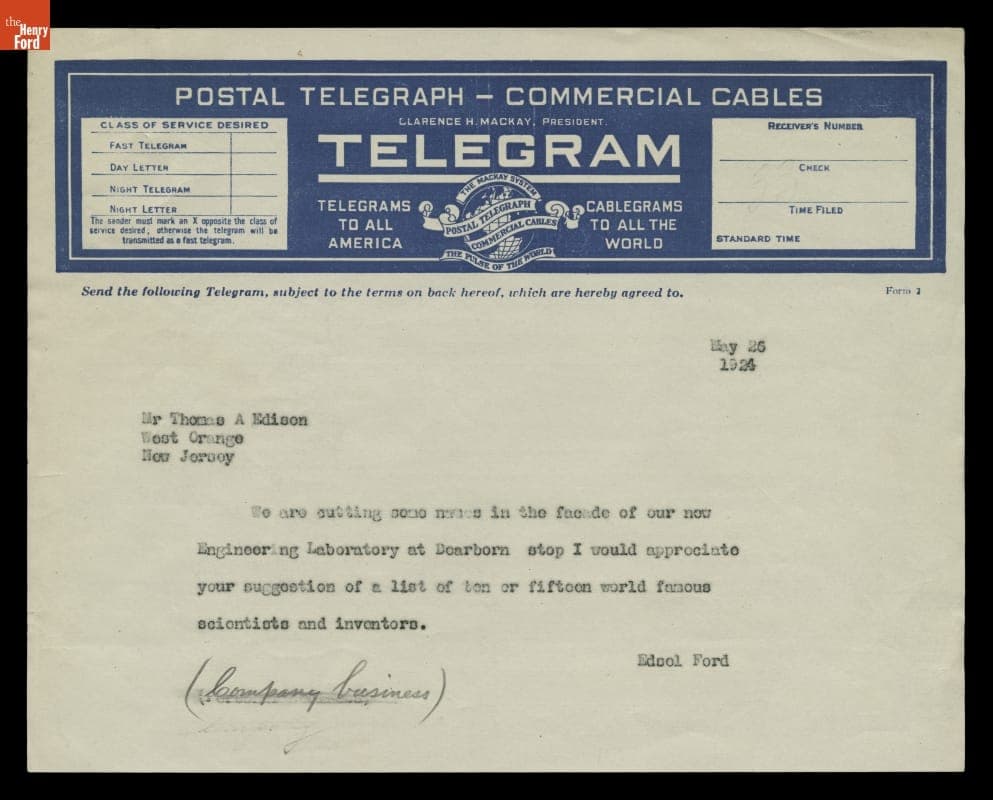 the
Henry
Ford
POSTAL TELEGRAPH — COMMERCIAL CABLES
CLARENCE H. MACKAY, PRESIDENT.
TELEGRAM
CLASS OF SERVICE DESIRED
FAST TELEGRAM
DAY LETTER
NIGHT TELEGRAM
NIGHT LETTER
The sender must mark an X opposite the class of
service desired, otherwise the telegram will be
transmitted as a fast telegram.
TELEGRAMS
TO ALL
AMERICA
THE MACKAY SYSTEM
POSTAL TELEGRAPH
COMMERCIAL CABLES
THE PULSE OF THE WORLD
CABLEGRAMS
TO ALL THE
WORLD
RECEIVER'S NUMBER
CHECK
TIME FILED
STANDARD TIME
Send the following Telegram, subject to the terms on back hereof, which are hereby agreed to.
Form 1
May 26
1924
Mr Thomas A Edison
West Orange
New Jersey
We are cutting some names in the facade of our new
Engineering Laboratory at Dearborn stop I would appreciate
your suggestion of a list of ten or fifteen world famous
scientists and inventors.
Edsel Ford
(Company business)